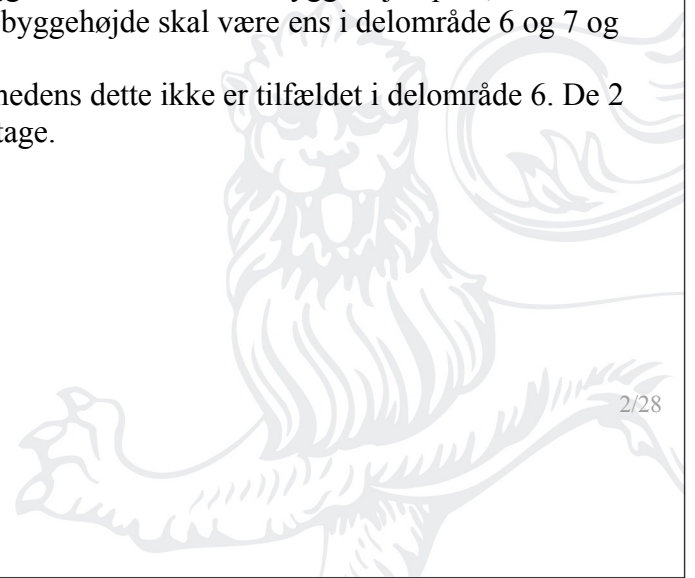 byggehøjde skal være ens i delområde 6 og 7 og
nedens dette ikke er tilfældet i delområde 6. De 2
tage.
2/28